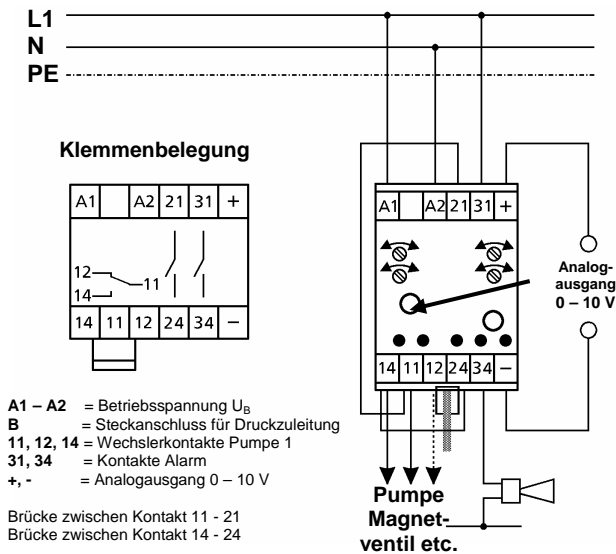 L1
N
PE
Klemmenbelegung
A1 A2 21 31 +
12
11
14
14 11 12 24 34 –
A1 A2 21 31 +
Analog-
ausgang
0 – 10 V
14 11 12 24 34 –
Pumpe
Magnet-
ventil etc.
A1 – A2 = Betriebsspannung UB
B = Steckanschluss für Druckzuleitung
11, 12, 14 = Wechslerkontakte Pumpe 1
31, 34 = Kontakte Alarm
+, - = Analogausgang 0 – 10 V
Brücke zwischen Kontakt 11 - 21
Brücke zwischen Kontakt 14 - 24